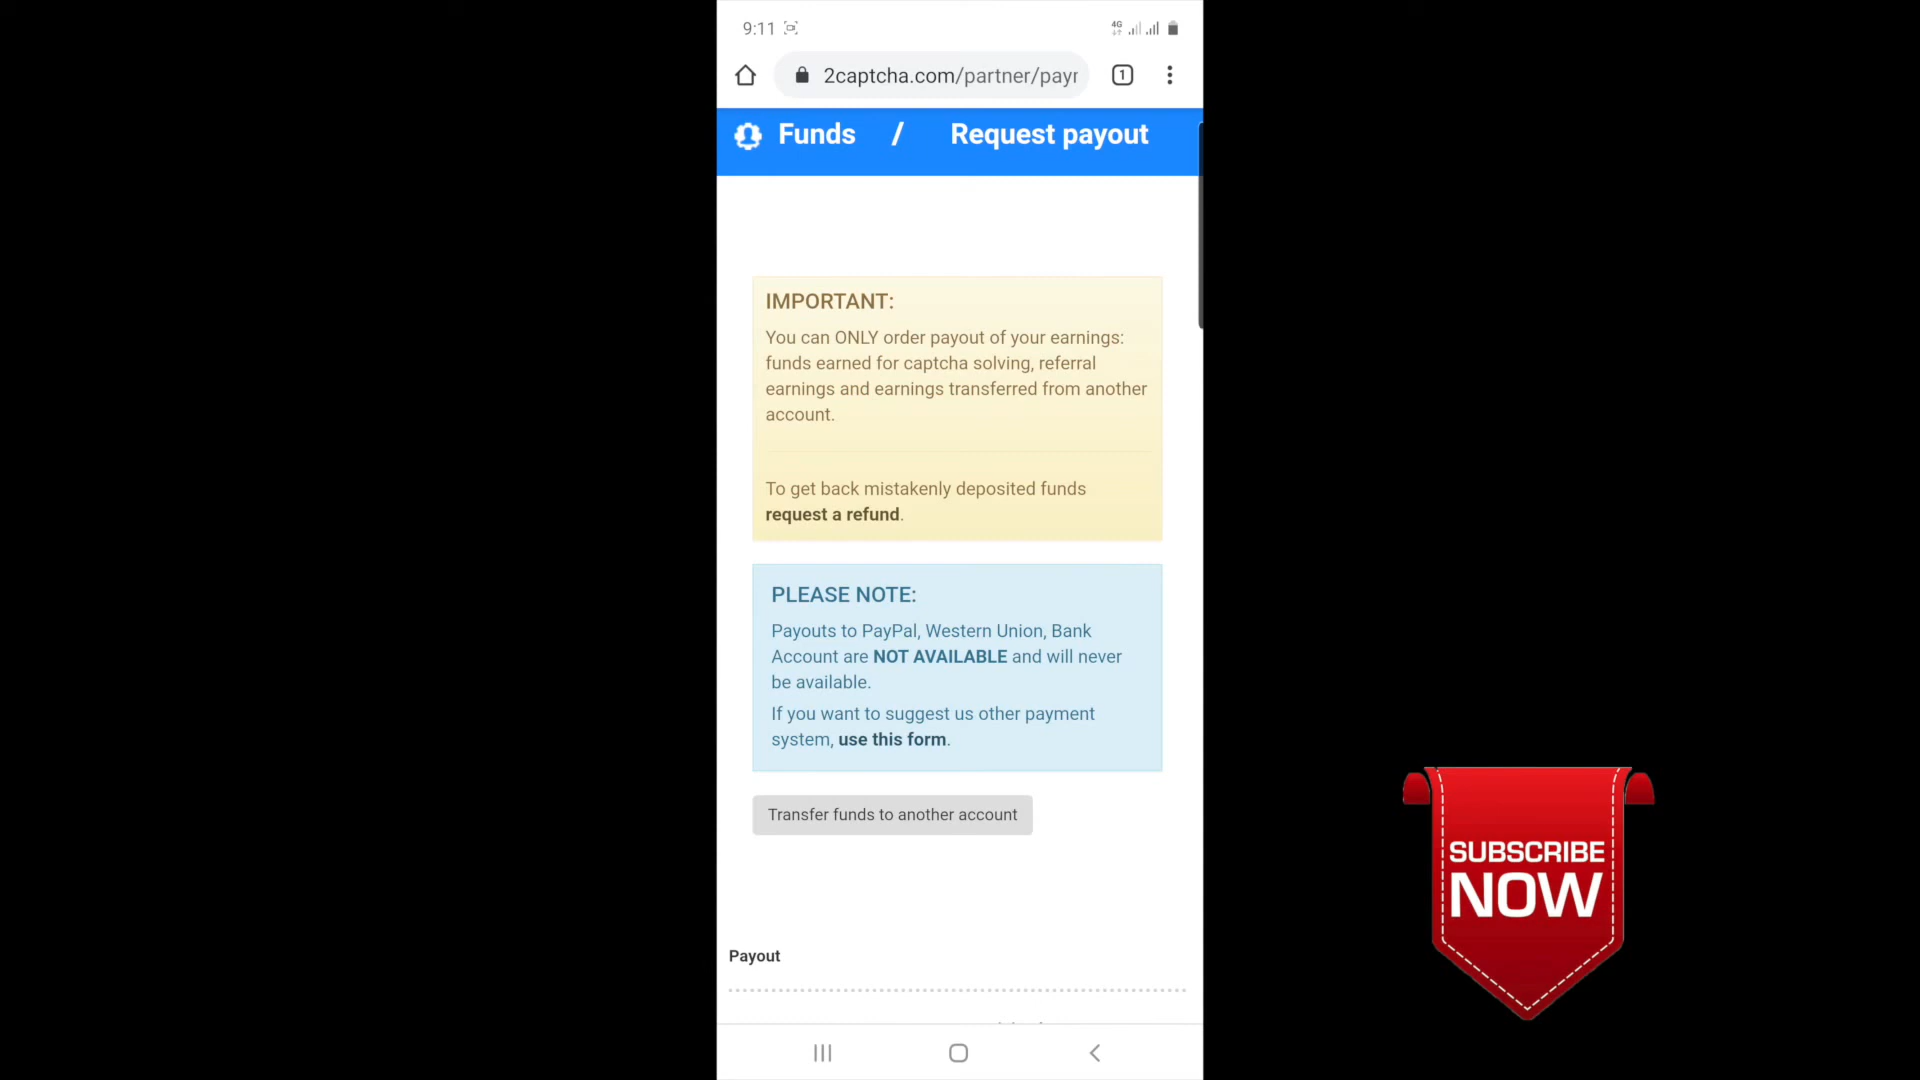 9:11
4G
2captcha.com/partner/payr
1
Funds / Request payout
IMPORTANT:
You can ONLY order payout of your earnings:
funds earned for captcha solving, referral
earnings and earnings transferred from another
account.
To get back mistakenly deposited funds
request a refund.
PLEASE NOTE:
Payouts to PayPal, Western Union, Bank
Account are NOT AVAILABLE and will never
be available.
If you want to suggest us other payment
system, use this form.
Transfer funds to another account
SUBSCRIBE
NOW
Payout